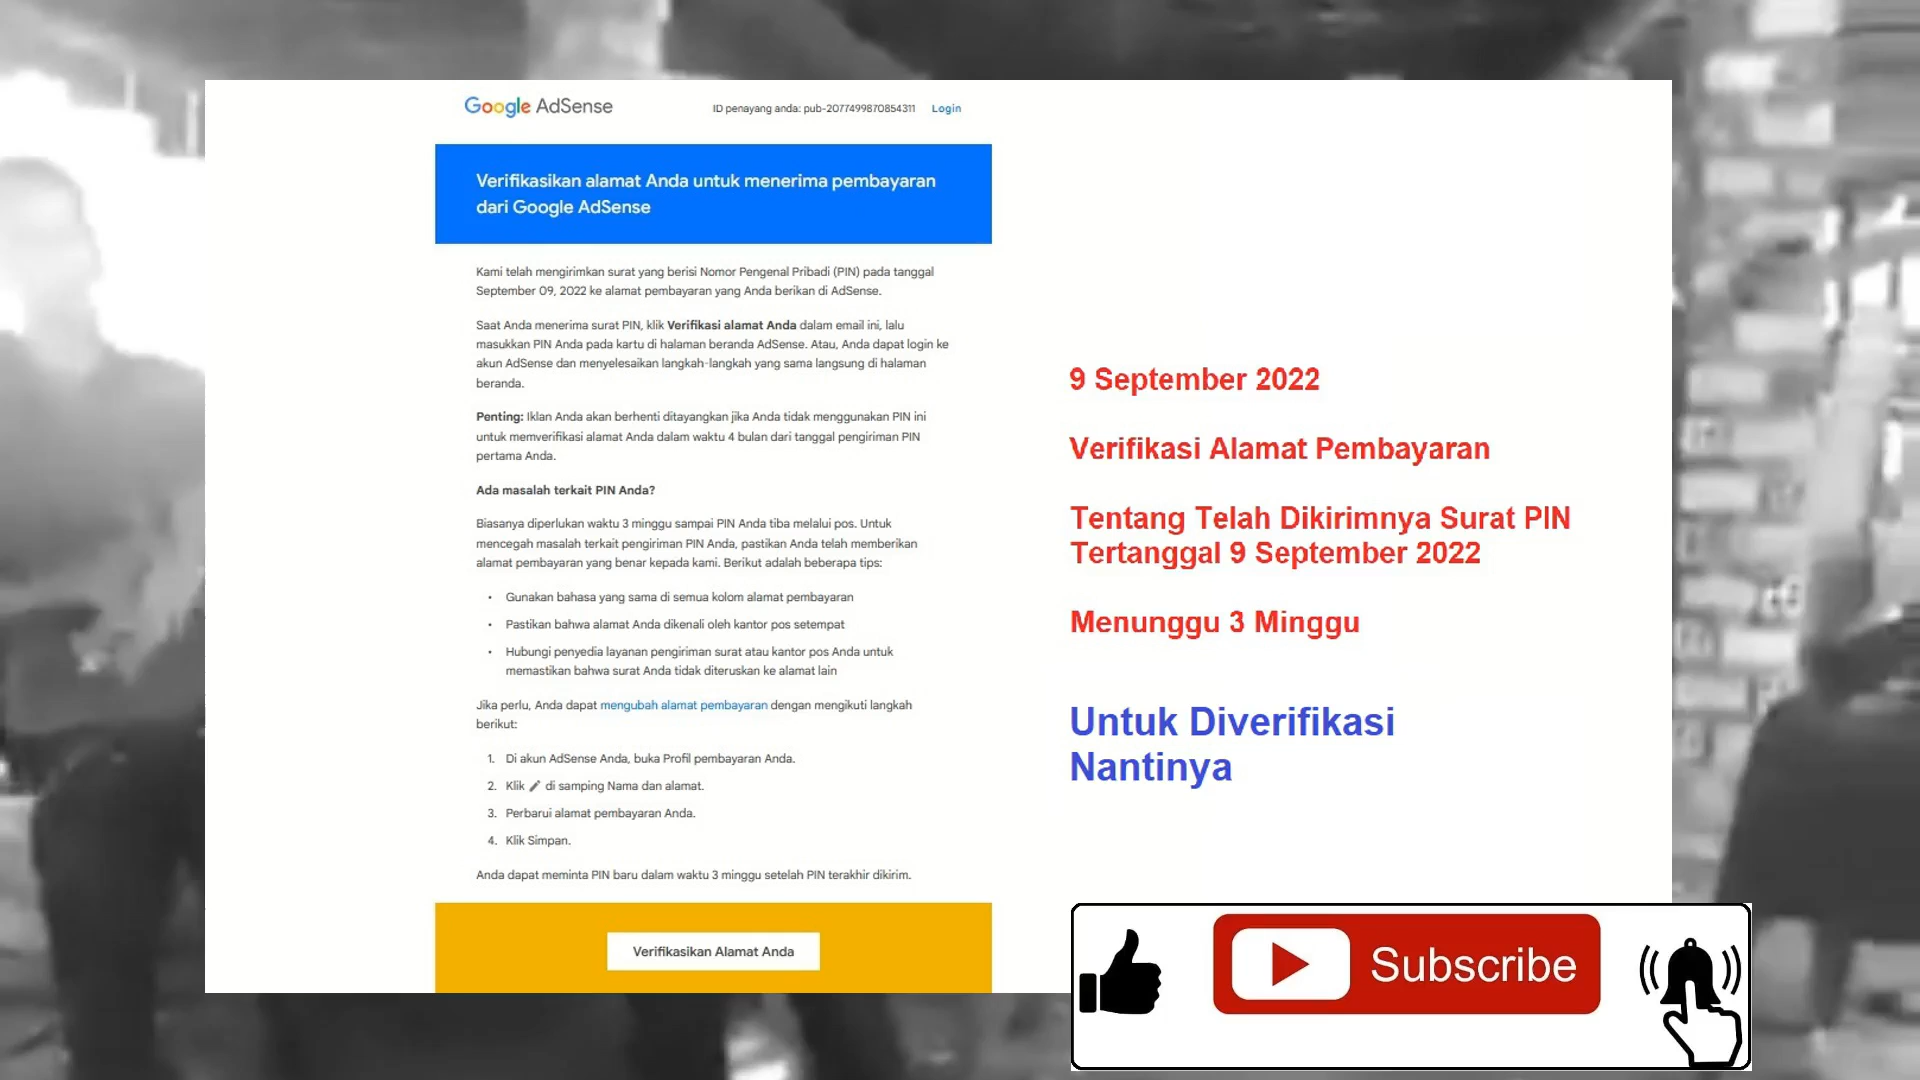 Google AdSense
ID penayang anda: pub-2077499870854311 Login
Verifikasikan alamat Anda untuk menerima pembayaran
dari Google AdSense
Kami telah mengirimkan surat yang berisi Nomor Pengenal Pribadi (PIN) pada tanggal
September 09, 2022 ke alamat pembayaran yang Anda berikan di AdSense.
Saat Anda menerima surat PIN, klik Verifikasi alamat Anda dalam email ini, lalu
masukkan PIN Anda pada kartu di halaman beranda AdSense. Atau, Anda dapat login ke
akun AdSense dan menyelesaikan langkah-langkah yang sama langsung di halaman
beranda.
Penting: Iklan Anda akan berhenti ditayangkan jika Anda tidak menggunakan PIN ini
untuk memverifikasi alamat Anda dalam waktu 4 bulan dari tanggal pengiriman PIN
pertama Anda.
Ada masalah terkait PIN Anda?
Biasanya diperlukan waktu 3 minggu sampai PIN Anda tiba melalui pos. Untuk
mencegah masalah terkait pengiriman PIN Anda, pastikan Anda telah memberikan
alamat pembayaran yang benar kepada kami. Berikut adalah beberapa tips:
• Gunakan bahasa yang sama di semua kolom alamat pembayaran
• Pastikan bahwa alamat Anda dikenali oleh kantor pos setempat
• Hubungi penyedia layanan pengiriman surat atau kantor pos Anda untuk
memastikan bahwa surat Anda tidak diteruskan ke alamat lain
Jika perlu, Anda dapat mengubah alamat pembayaran dengan mengikuti langkah
berikut:
1. Di akun AdSense Anda, buka Profil pembayaran Anda.
2. Klik di samping Nama dan alamat.
3. Perbarui alamat pembayaran Anda.
4. Klik Simpan.
Anda dapat meminta PIN baru dalam waktu 3 minggu setelah PIN terakhir dikirim.
Verifikasikan Alamat Anda
9 September 2022
Verifikasi Alamat Pembayaran
Tentang Telah Dikirimnya Surat PIN
Tertanggal 9 September 2022
Menunggu 3 Minggu
Untuk Diverifikasi
Nantinya
Subscribe